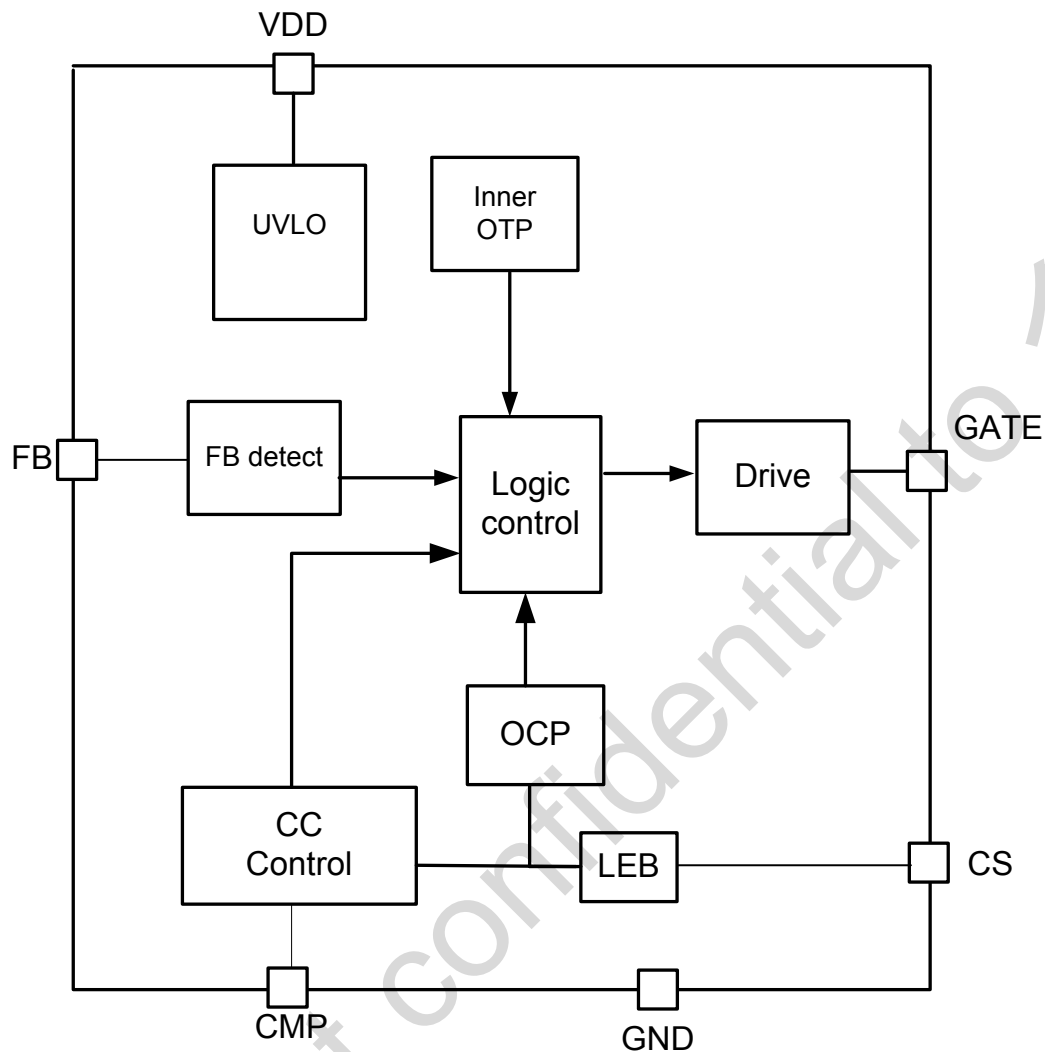 VDD
UVLO
Inner
OTP
FB
FB detect
Logic
control
Drive
GATE
OCP
CC
Control
LEB
CS
CMP
GND
confidential to